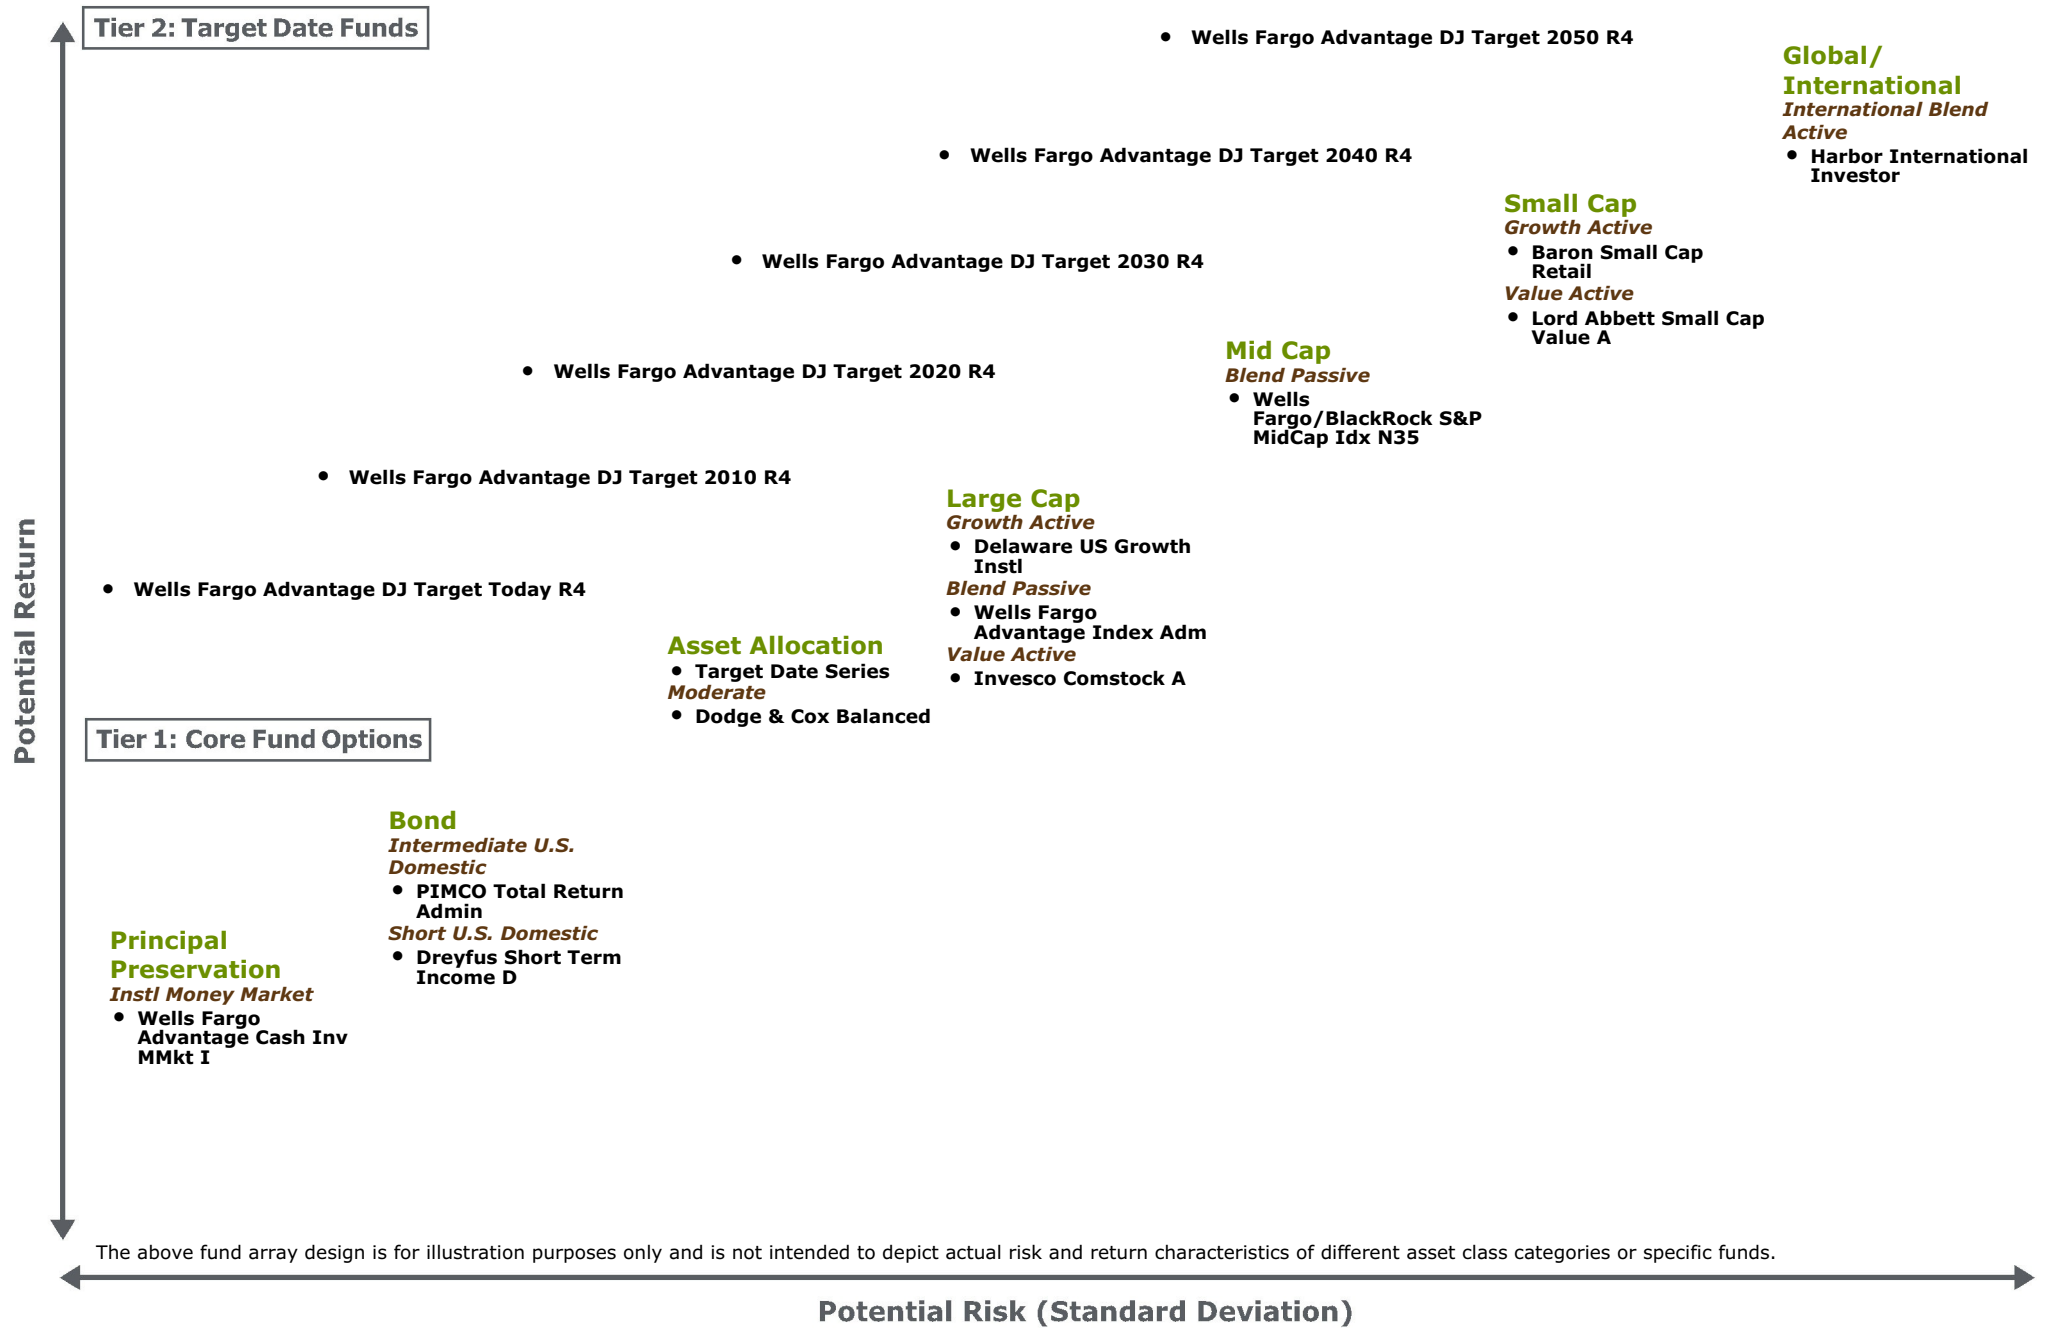 Tier 2: Target Date Funds
Wells Fargo Advantage DJ Target 2050 R4
Global/
International
International Blend
Active
• Harbor International
Investor
• Wells Fargo Advantage DJ Target 2040 R4
Small Cap
Growth Active
• Baron Small Cap
Retail
Value Active
• Lord Abbett Small Cap
Value A
• Wells Fargo Advantage DJ Target 2030 R4
Mid Cap
Blend Passive
• Wells
Fargo/BlackRock S&P
MidCap Idx N35
• Wells Fargo Advantage DJ Target 2020 R4
• Wells Fargo Advantage DJ Target 2010 R4
Large Cap
Growth Active
• Delaware US Growth
Instl
Blend Passive
• Wells Fargo
Advantage Index Adm
Value Active
• Invesco Comstock A
• Wells Fargo Advantage DJ Target Today R4
Asset Allocation
• Target Date Series
Moderate
• Dodge & Cox Balanced
Potential Return
Tier 1: Core Fund Options
Bond
Intermediate U.S.
Domestic
• PIMCO Total Return
Admin
Short U.S. Domestic
• Dreyfus Short Term
Income D
Principal
Preservation
Instl Money Market
• Wells Fargo
Advantage Cash Inv
MMkt I
The above fund array design is for illustration purposes only and is not intended to depict actual risk and return characteristics of different asset class categories or specific funds.
Potential Risk (Standard Deviation)